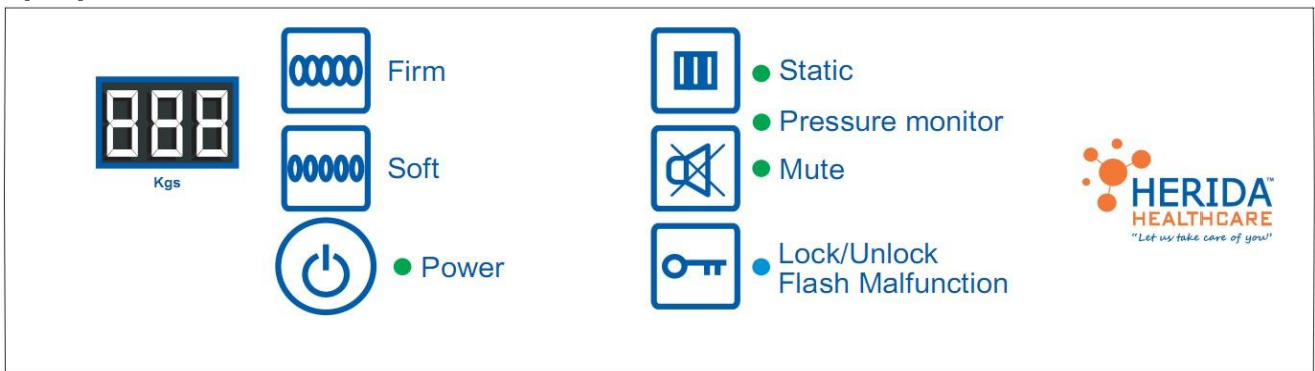 888
Kgs
Firm
Soft
Power
Static
Pressure monitor
Mute
Lock/Unlock
Flash Malfunction
HERIDA™
HEALTHCARE
"Let us take care of you"